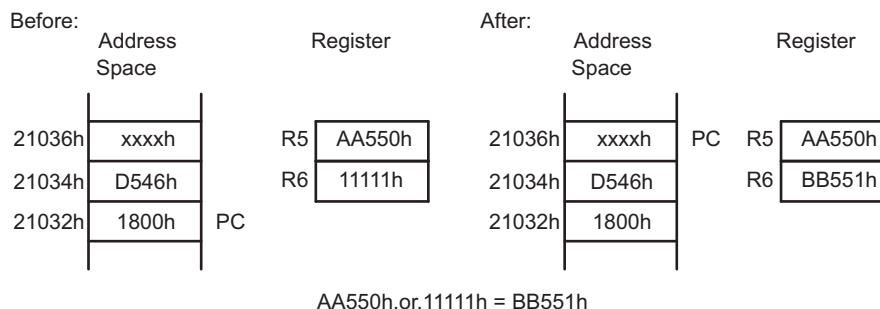 Before: After:
Address Register Address Register
Space Space
21036h xxxxh R5 AA550h 21036h xxxxh PC R5 AA550h
21034h D546h R6 11111h 21034h D546h R6 BB551h
21032h 1800h PC 21032h 1800h
AA550h.or.11111h = BB551h